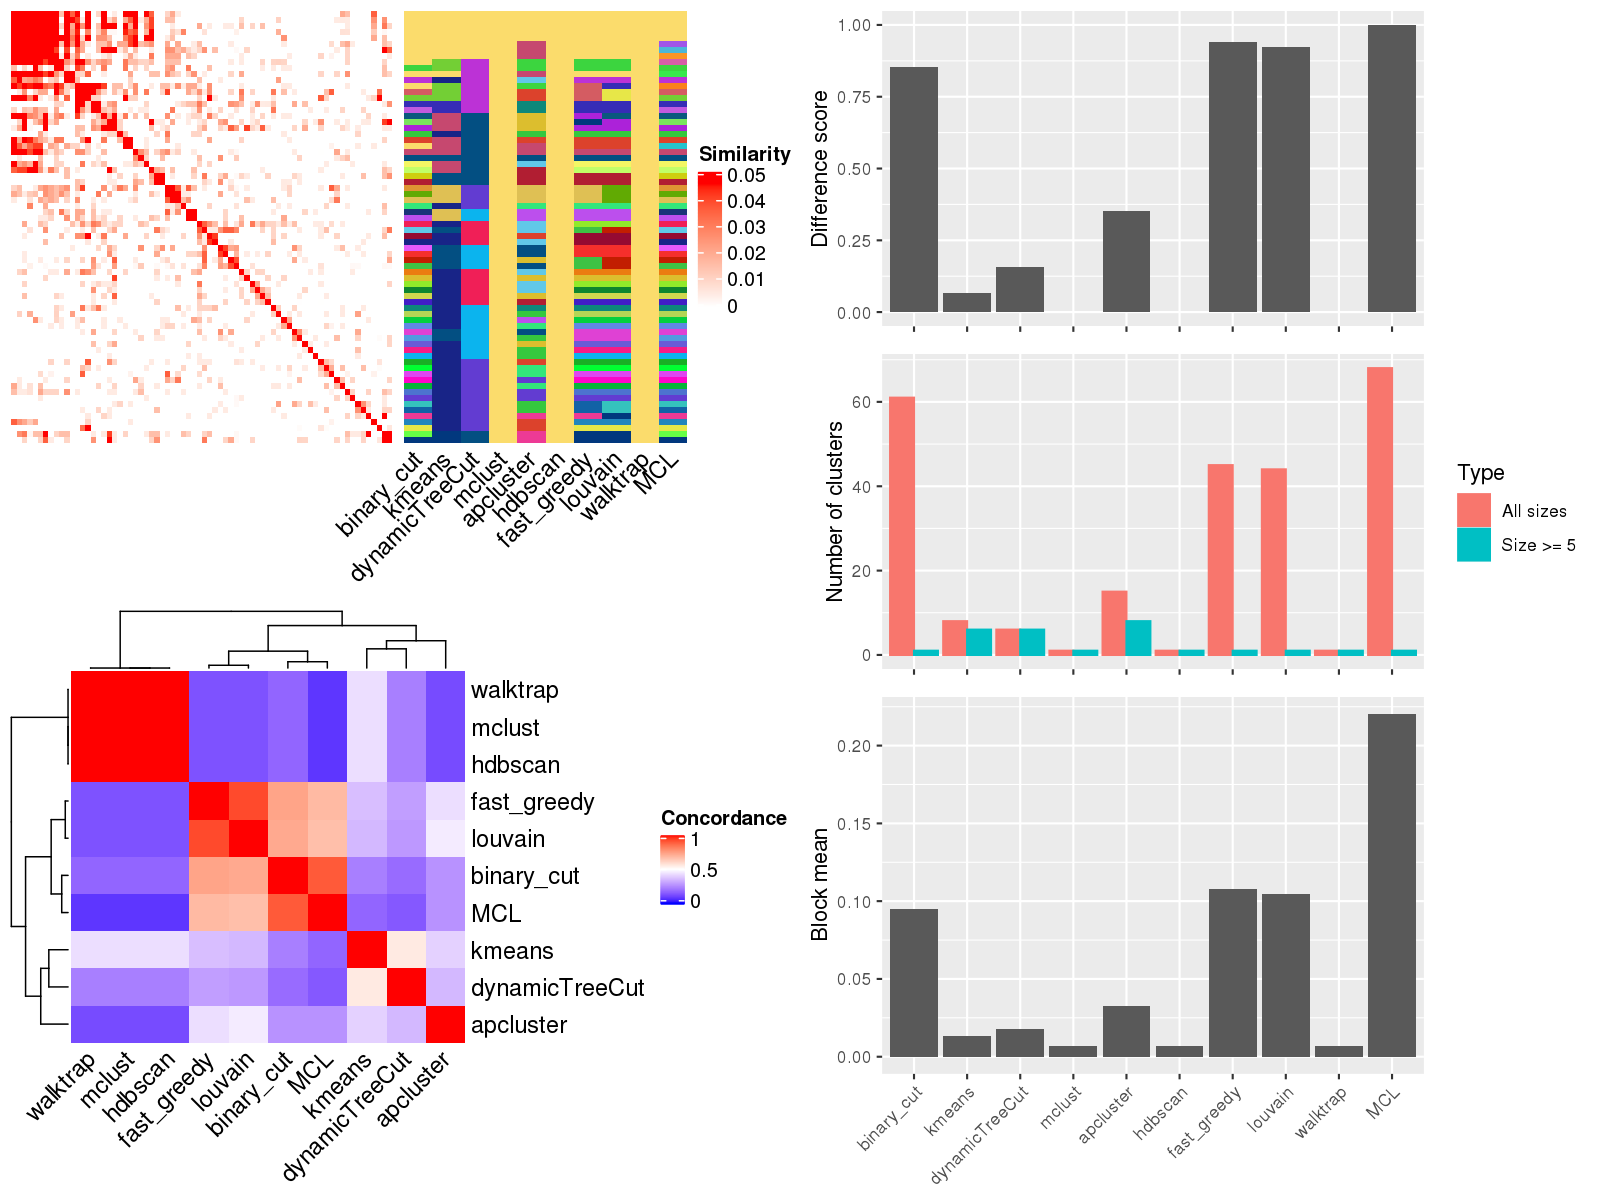 Similarity
0.05
0.04
0.03
0.02
0.01
0
binary_cut
kmeans
dynamicTreeCut
mclust
apcluster
hdbscan
fast_greedy
louvain
walktrap
MCL
walktrap
mclust
hdbscan
fast_greedy
louvain
binary_cut
MCL
kmeans
dynamicTreeCut
apcluster
Concordance
1
0.5
0
walktrap
mclust
hdbscan
fast_greedy
louvain
binary_cut
MCL
kmeans
dynamicTreeCut
apcluster
Difference score
1.00
0.75
0.50
0.25
0.00
Number of clusters
60
40
20
0
Type
All sizes
Size >= 5
Block mean
0.20
0.15
0.10
0.05
0.00
binary_cut
kmeans
dynamicTreeCut
mclust
apcluster
hdbscan
fast_greedy
louvain
walktrap
MCL